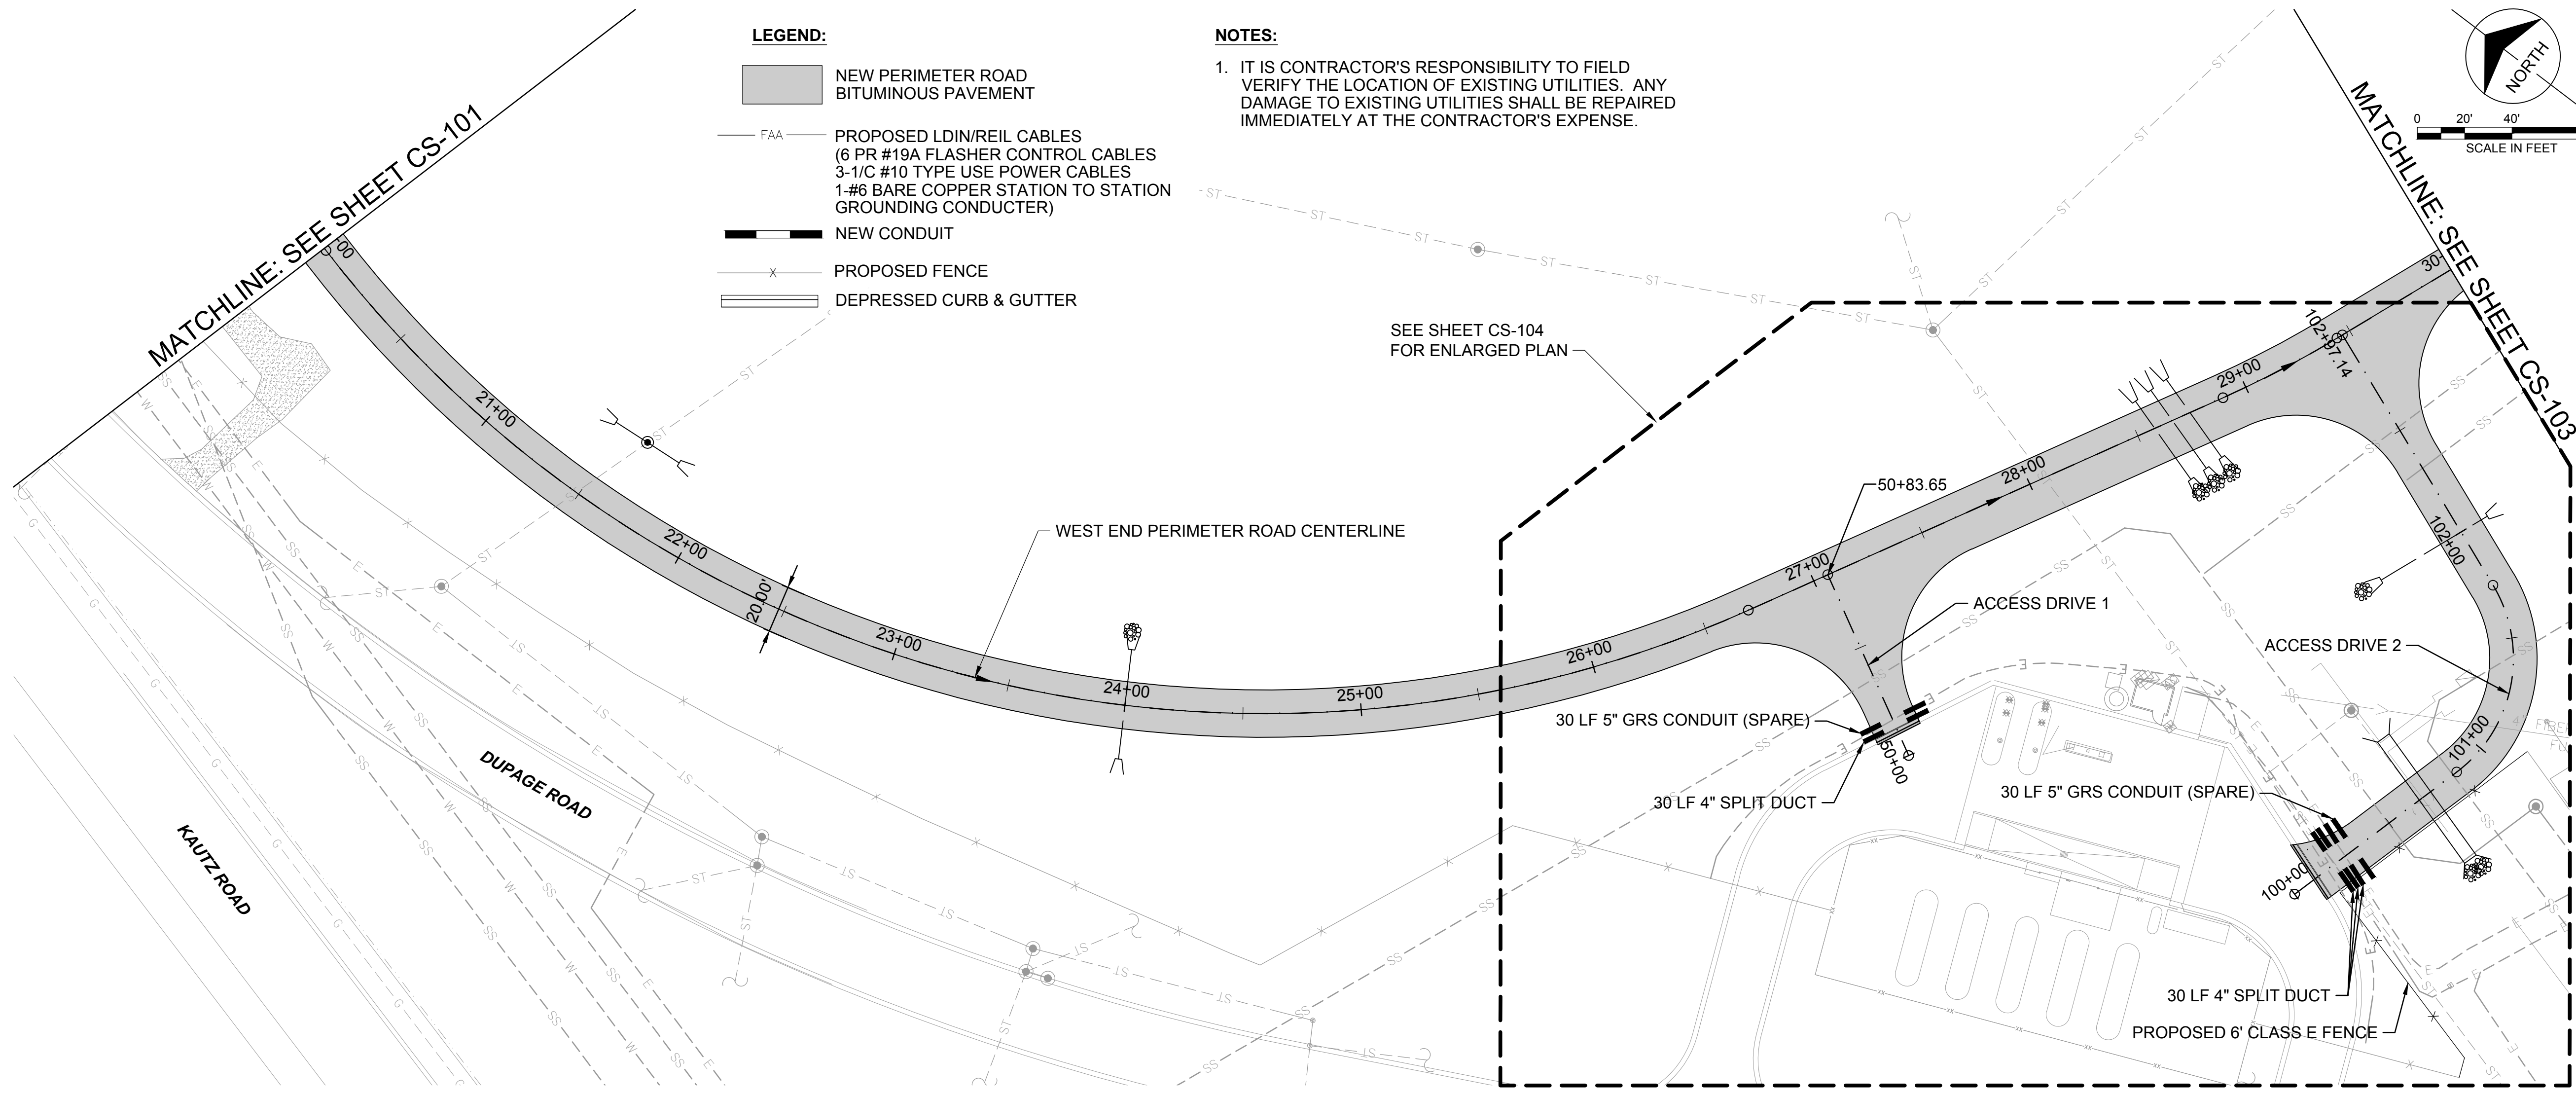 LEGEND:
NEW PERIMETER ROAD
BITUMINOUS PAVEMENT
FAA
PROPOSED LDIN/REIL CABLES
(6 PR #19A FLASHER CONTROL CABLES
3-1/C #10 TYPE USE POWER CABLES
1-#6 BARE COPPER STATION TO STATION
GROUNDING CONDUCTER)
NEW CONDUIT
X
PROPOSED FENCE
DEPRESSED CURB & GUTTER
NOTES:
1. IT IS CONTRACTOR'S RESPONSIBILITY TO FIELD
VERIFY THE LOCATION OF EXISTING UTILITIES. ANY
DAMAGE TO EXISTING UTILITIES SHALL BE REPAIRED
IMMEDIATELY AT THE CONTRACTOR'S EXPENSE.
NORTH
0 20' 40'
SCALE IN FEET
MATCHLINE: SEE SHEET CS-101
MATCHLINE: SEE SHEET CS-103
SEE SHEET CS-104
FOR ENLARGED PLAN
+00
21+00
22+00
20.00'
23+00
24+00
25+00
26+00
27+00
28+00
29+00
30+
WEST END PERIMETER ROAD CENTERLINE
50+83.65
102+97.14
102+00
101+00
100+00
50+00
ACCESS DRIVE 1
ACCESS DRIVE 2
30 LF 5" GRS CONDUIT (SPARE)
30 LF 4" SPLIT DUCT
30 LF 5" GRS CONDUIT (SPARE)
30 LF 4" SPLIT DUCT
PROPOSED 6' CLASS E FENCE
DUPAGE ROAD
KAUTZ ROAD